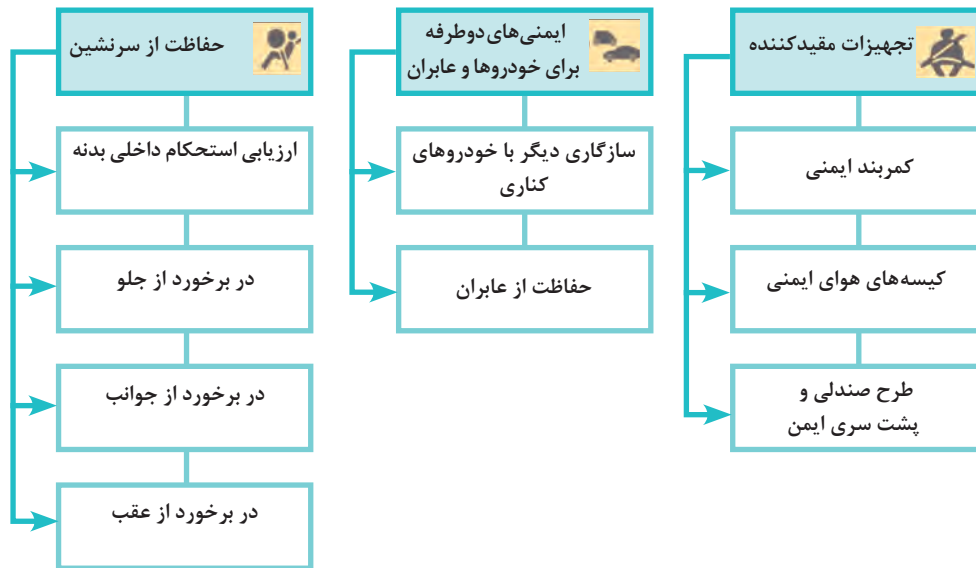 تجهیزات مقیدکننده
کمربند ایمنی
کیسه‌های هوای ایمنی
طرح صندلی و
پشت سری ایمن
ایمنی‌های دوطرفه
برای خودروها و عابران
سازگاری دیگر با خودروهای
کناری
حفاظت از عابران
حفاظت از سرنشین
ارزیابی استحکام داخلی بدنه
در برخورد از جلو
در برخورد از جوانب
در برخورد از عقب